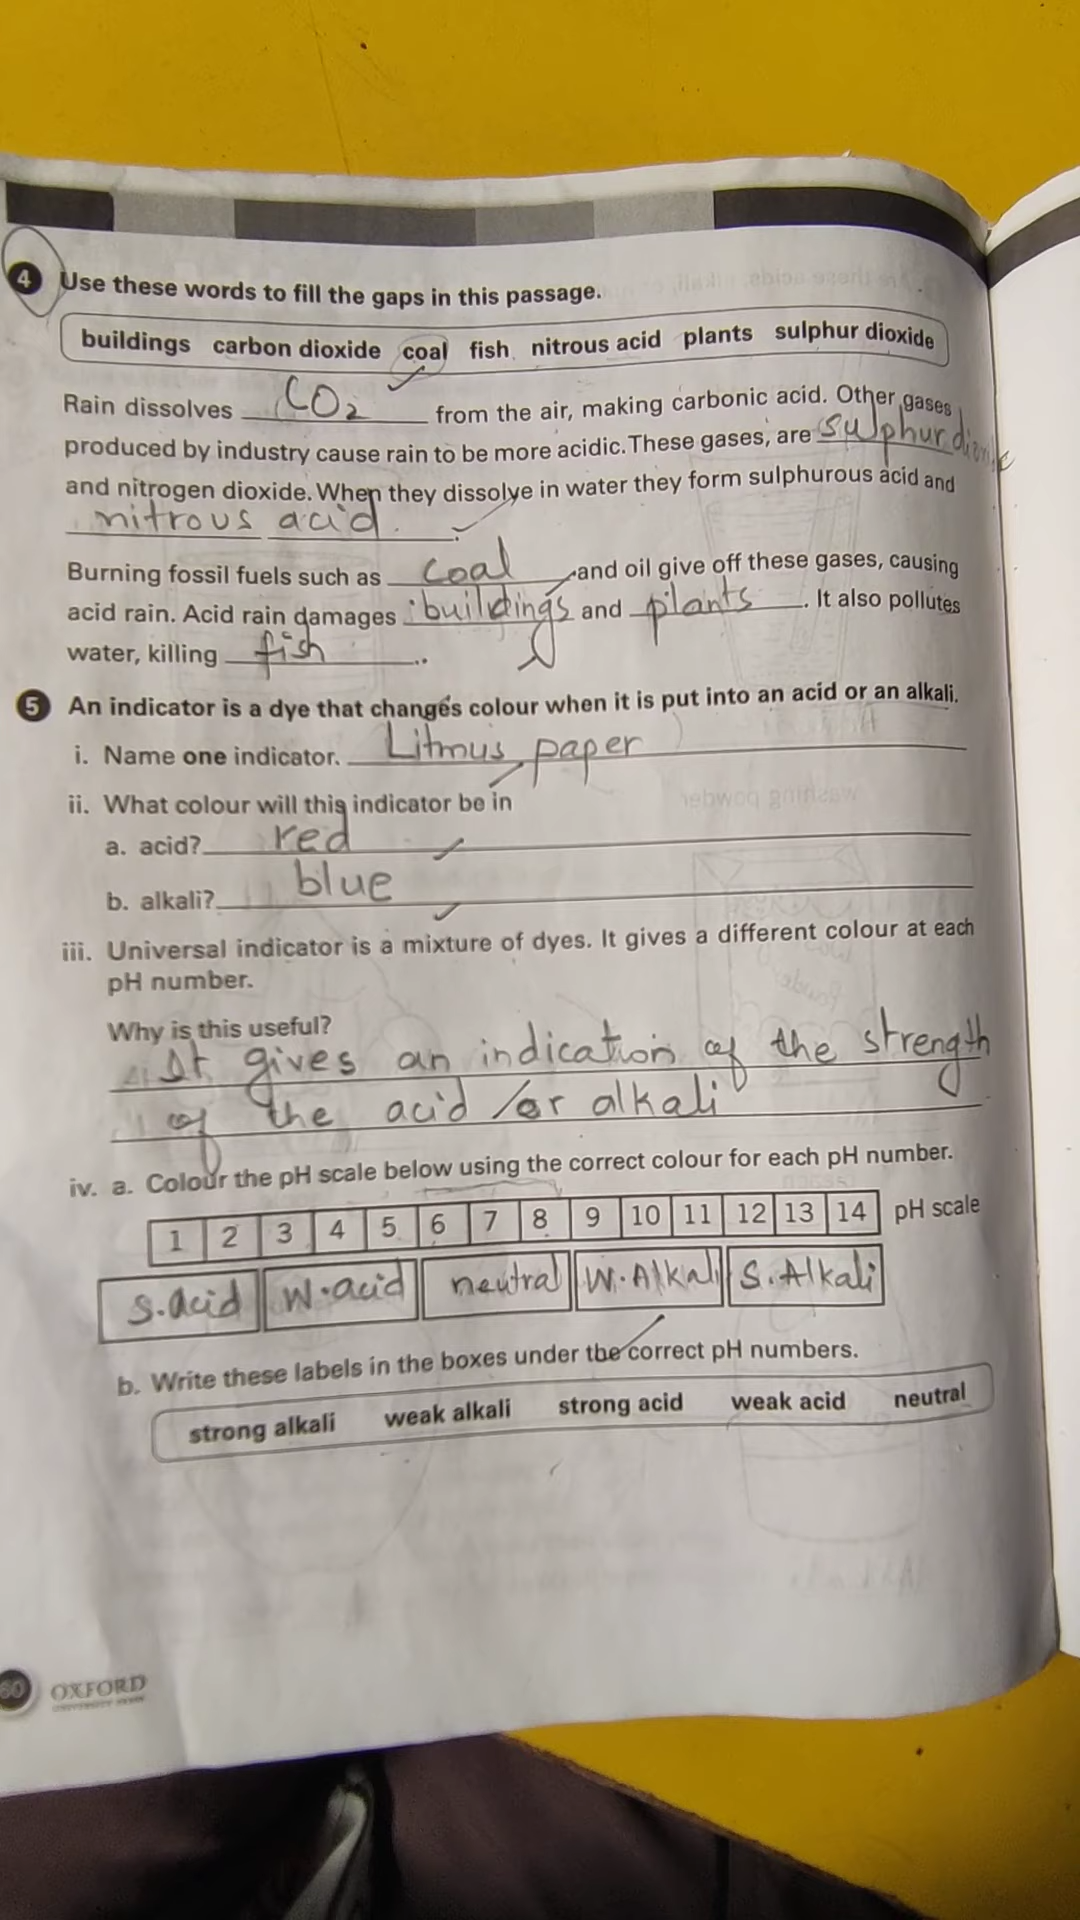 4 Use these words to fill the gaps in this passage.
buildings carbon dioxide coal fish nitrous acid plants sulphur dioxide
Rain dissolves CO2 from the air, making carbonic acid. Other gases
produced by industry cause rain to be more acidic. These gases, are sulphur dioxide
and nitrogen dioxide. When they dissolve in water they form sulphurous acid and
nitrous acid.
Burning fossil fuels such as coal and oil give off these gases, causing
acid rain. Acid rain damages buildings and plants. It also pollutes
water, killing fish.
5 An indicator is a dye that changes colour when it is put into an acid or an alkali.
i. Name one indicator. Litmus paper
ii. What colour will this indicator be in
a. acid? red
b. alkali? blue
iii. Universal indicator is a mixture of dyes. It gives a different colour at each
pH number.
Why is this useful?
It gives an indication of the strength
of the acid / or alkali
iv. a. Colour the pH scale below using the correct colour for each pH number.
1 2 3 4 5 6 7 8 9 10 11 12 13 14 pH scale
S.acid W.acid neutral W.Alkali S.Alkali
b. Write these labels in the boxes under the correct pH numbers.
strong alkali weak alkali strong acid weak acid neutral
60 OXFORD
UNIVERSITY PRESS